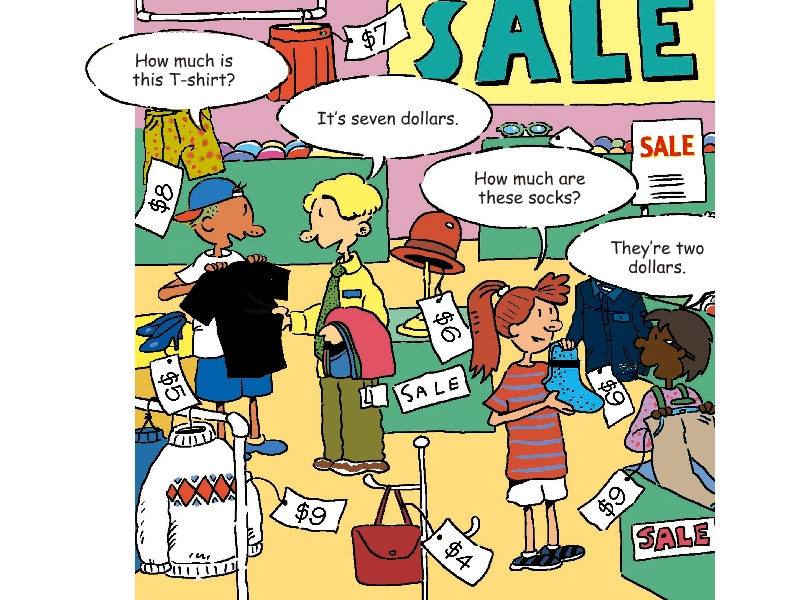 SALE
$7
How much is
this T-shirt?
It's seven dollars.
SALE
How much are
these socks?
$8
They're two
dollars.
$6
$5
SALE
$9
$9
$9
$4
SALE